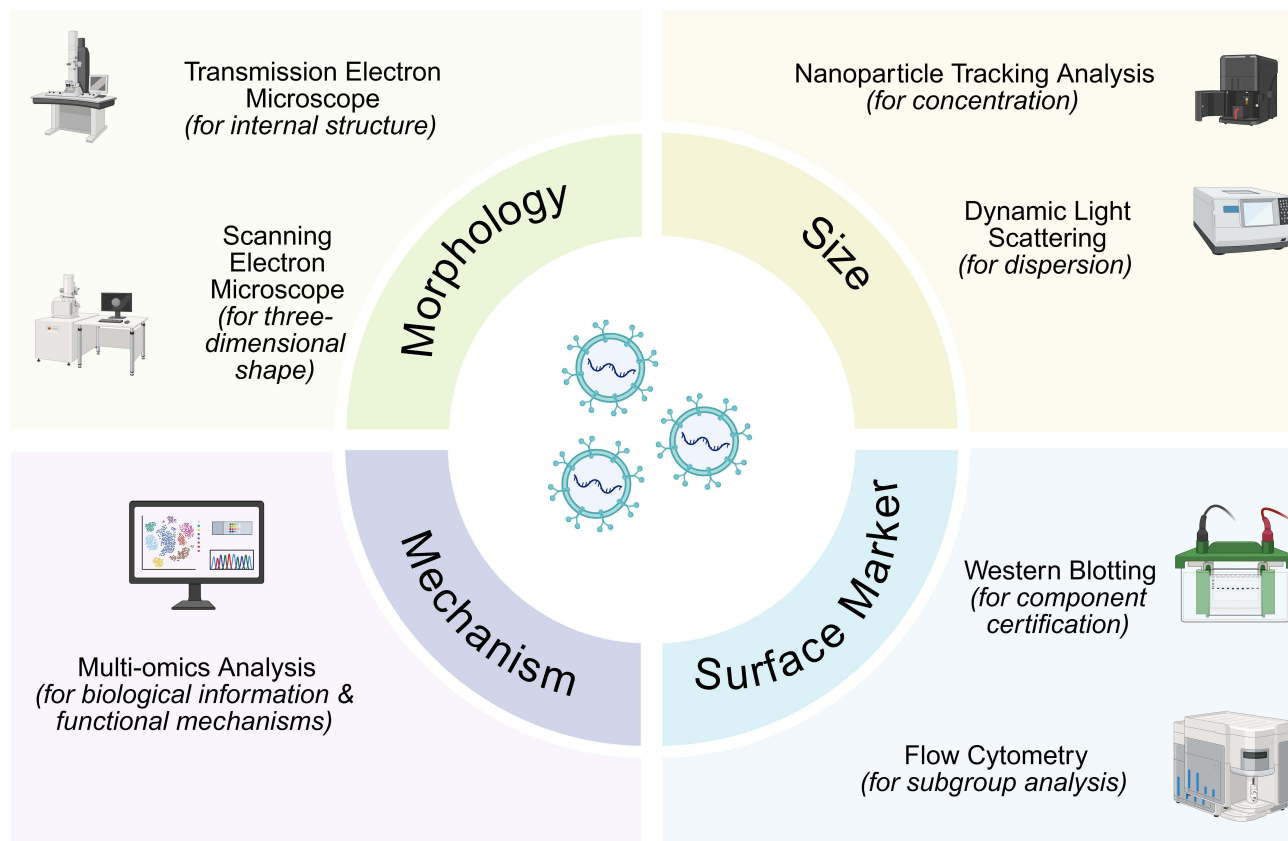 Transmission Electron
Microscope
(for internal structure)
Scanning
Electron
Microscope
(for three-
dimensional
shape)
Morphology
Nanoparticle Tracking Analysis
(for concentration)
Dynamic Light
Scattering
(for dispersion)
Size
Mechanism
Multi-omics Analysis
(for biological information &
functional mechanisms)
Surface Marker
Western Blotting
(for component
certification)
Flow Cytometry
(for subgroup analysis)